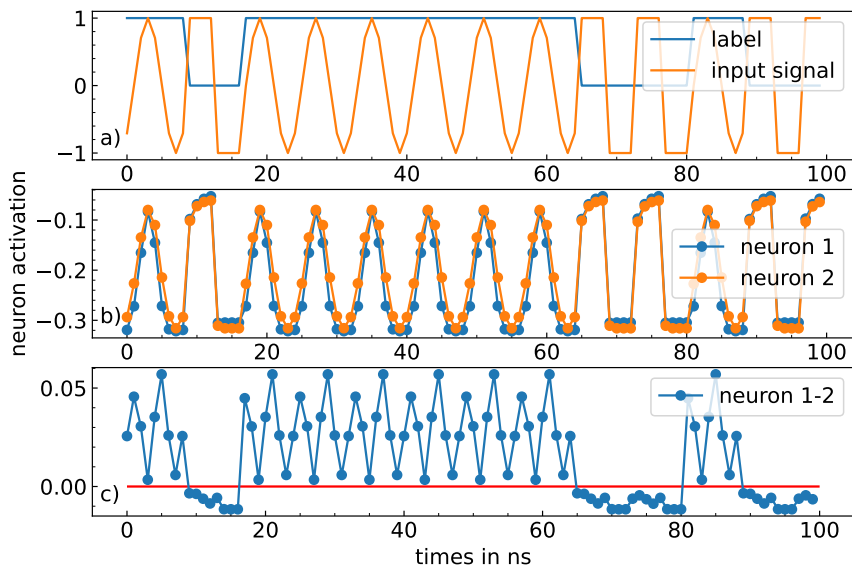 1
0
−1
label
input signal
a)
0 20 40 60 80 100
neuron activation
−0.1
−0.2
−0.3
neuron 1
neuron 2
b)
0 20 40 60 80 100
0.05
0.00
neuron 1-2
c)
0 20 40 60 80 100
times in ns